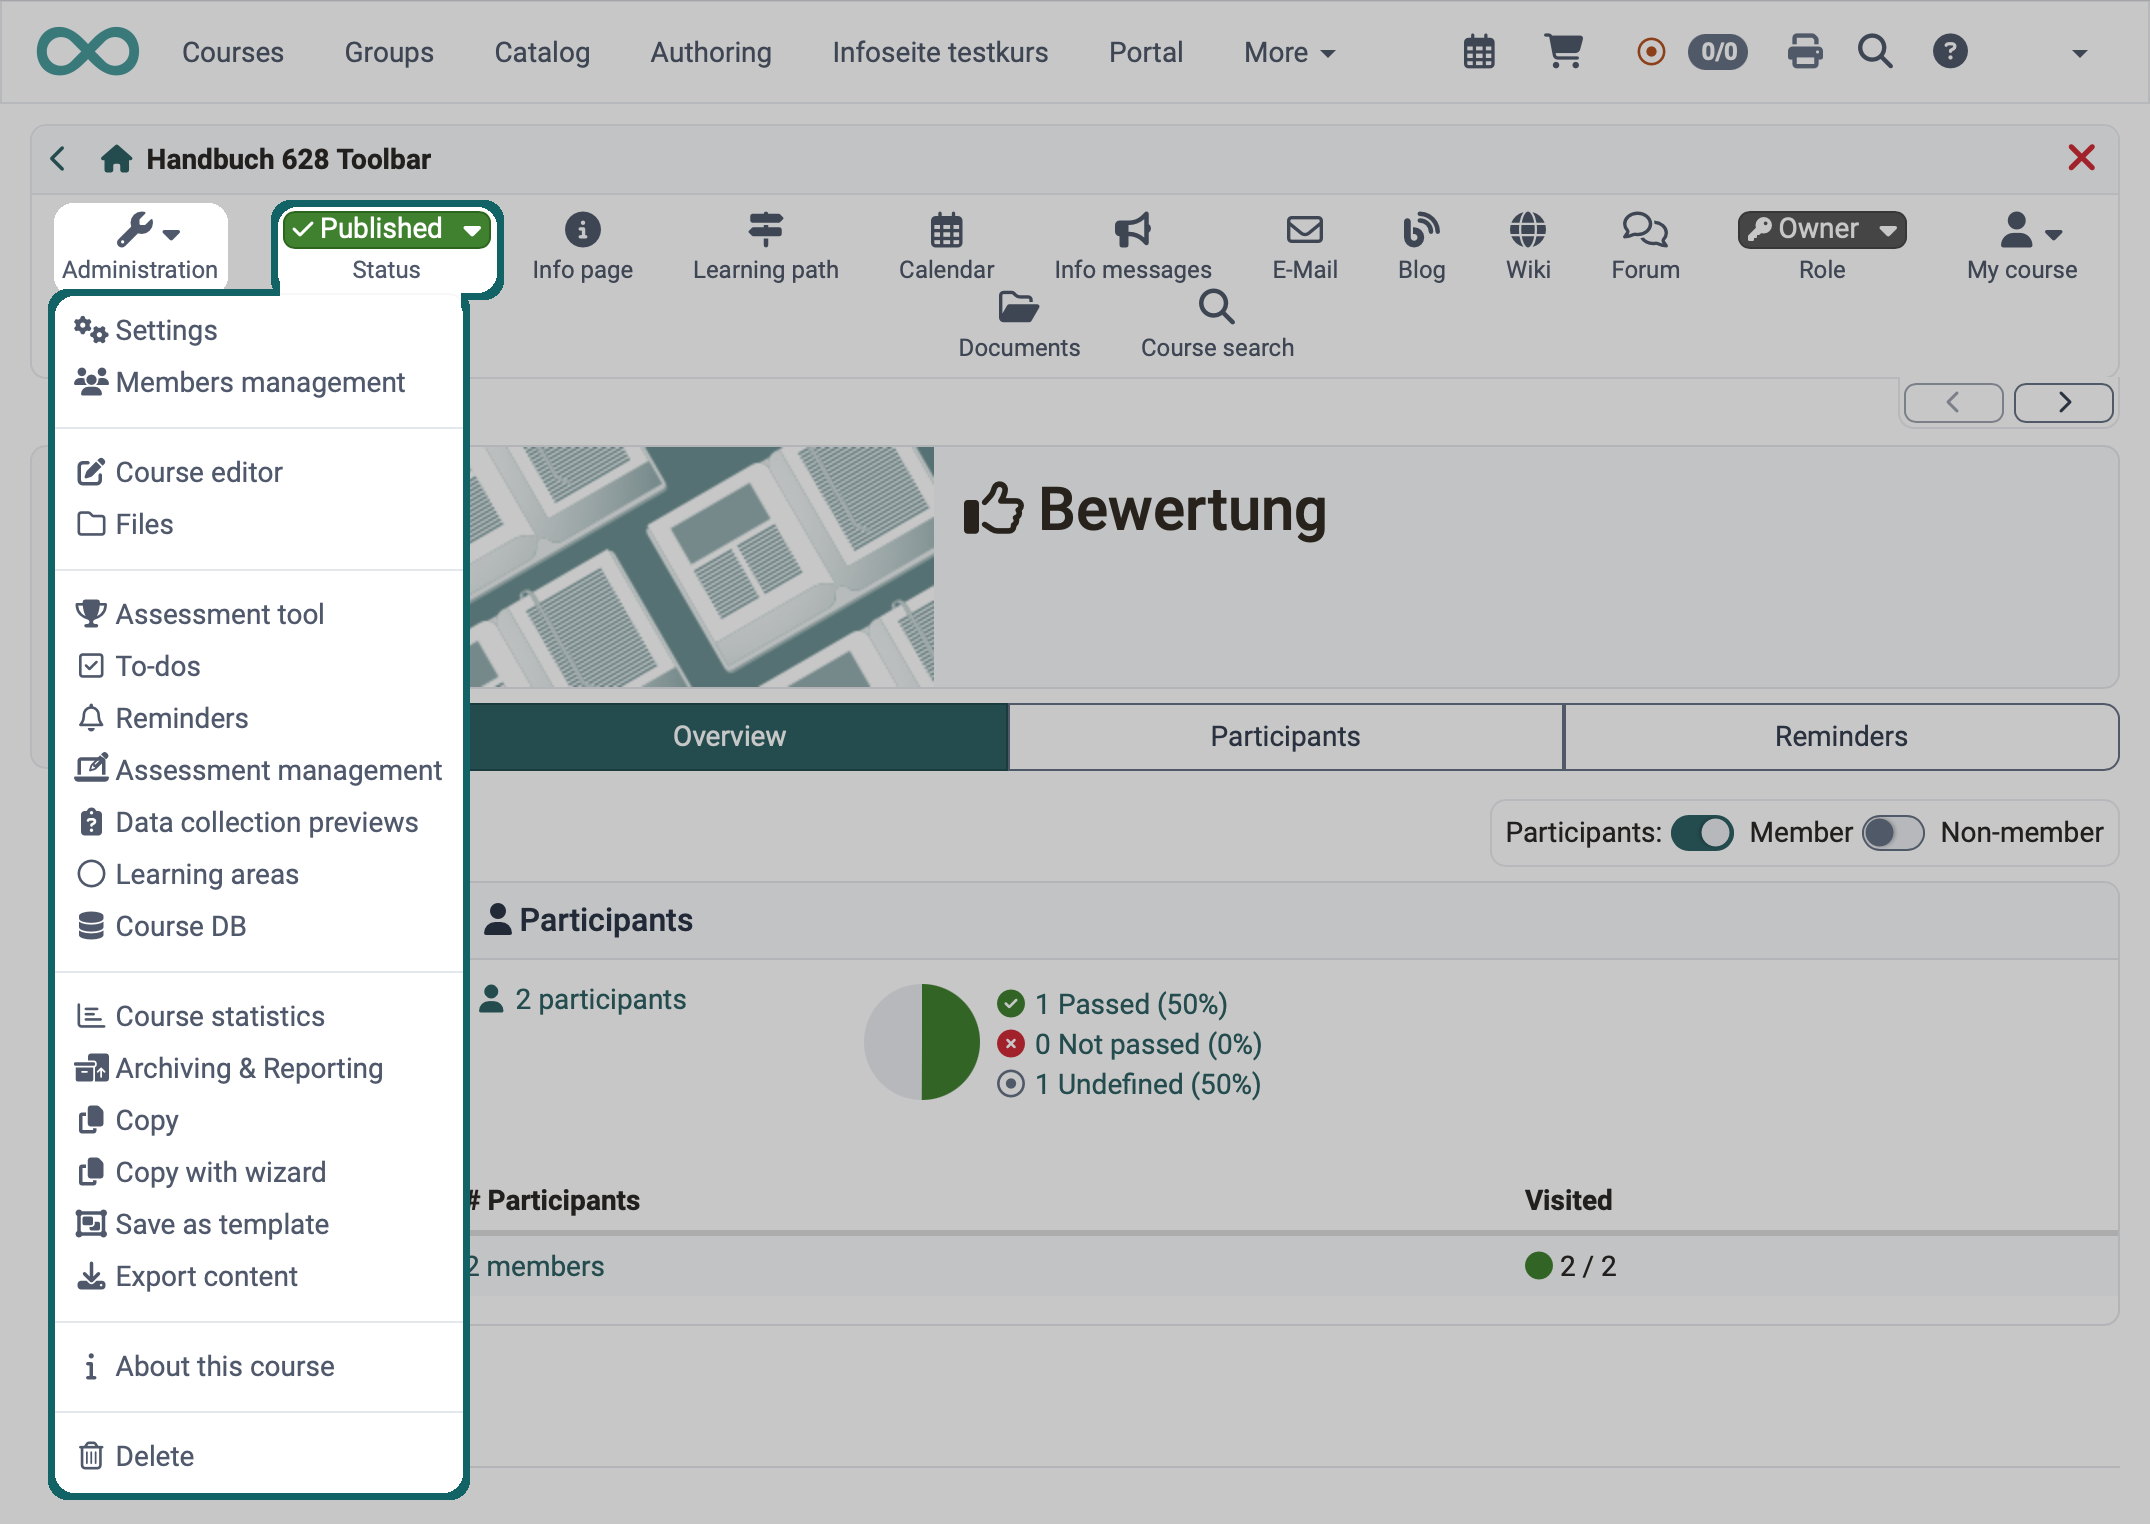 Courses Groups Catalog Authoring Infoseite testkurs Portal More 0/0
Handbuch 628 Toolbar
Administration
Published
Status
Info page
Learning path
Calendar
Info messages
E-Mail
Blog
Wiki
Forum
Owner
Role
My course
Documents
Course search
Settings
Members management
Course editor
Files
Assessment tool
To-dos
Reminders
Assessment management
Data collection previews
Learning areas
Course DB
Course statistics
Archiving & Reporting
Copy
Copy with wizard
Save as template
Export content
About this course
Delete
Bewertung
Overview
Participants
Reminders
Participants: Member Non-member
Participants
2 participants
1 Passed (50%)
0 Not passed (0%)
1 Undefined (50%)
# Participants
Visited
2 members
2 / 2